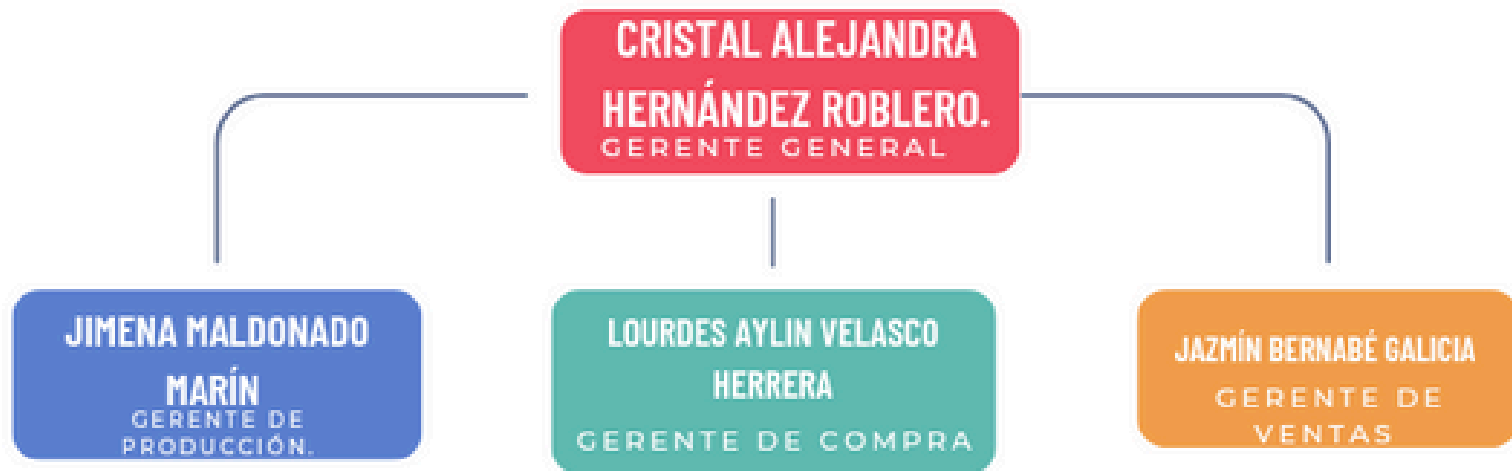 CRISTAL ALEJANDRA
HERNÁNDEZ ROBLERO.
GERENTE GENERAL
JIMENA MALDONADO
MARÍN
GERENTE DE
PRODUCCIÓN.
LOURDES AYLIN VELASCO
HERRERA
GERENTE DE COMPRA
JAZMÍN BERNABÉ GALICIA
GERENTE DE
VENTAS